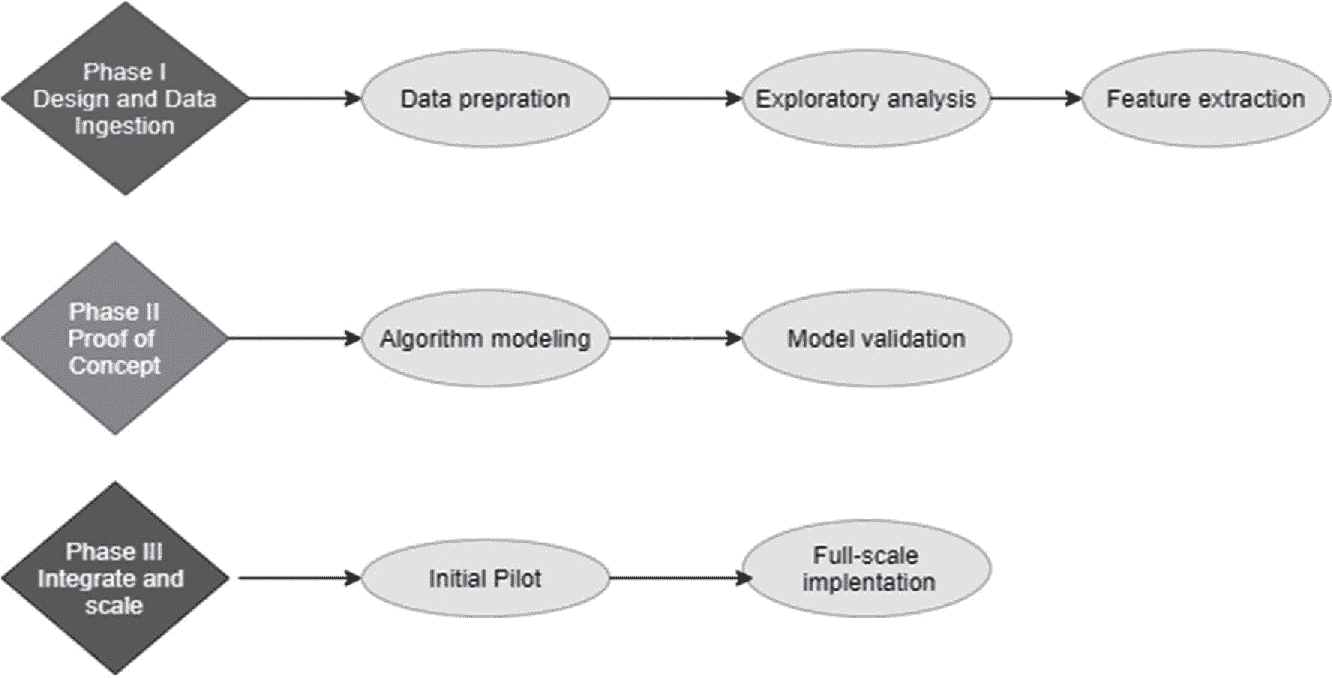 Phase I
Design and Data
Ingestion
Data prepration
Exploratory analysis
Feature extraction
Phase II
Proof of
Concept
Algorithm modeling
Model validation
Phase III
Integrate and
scale
Initial Pilot
Full-scale
implentation